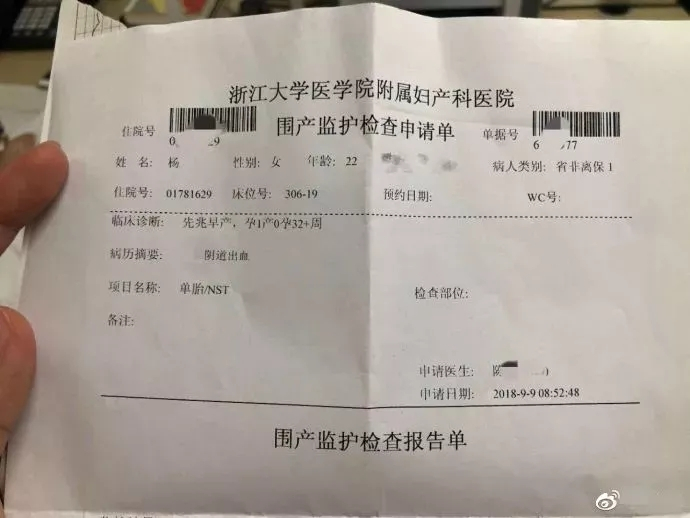 浙江大学医学院附属妇产科医院
围产监护检查申请单
住院号 0 29 单据号 6 77
姓 名: 杨 性别: 女 年龄: 22 病人类别: 省非离保1
住院号: 01781629 床位号: 306-19 预约日期: WC号:
临床诊断: 先兆早产,孕1产0孕32+周
病历摘要: 阴道出血
项目名称: 单胎/NST 检查部位:
备注:
申请医生:
申请日期: 2018-9-9 08:52:48
围产监护检查报告单